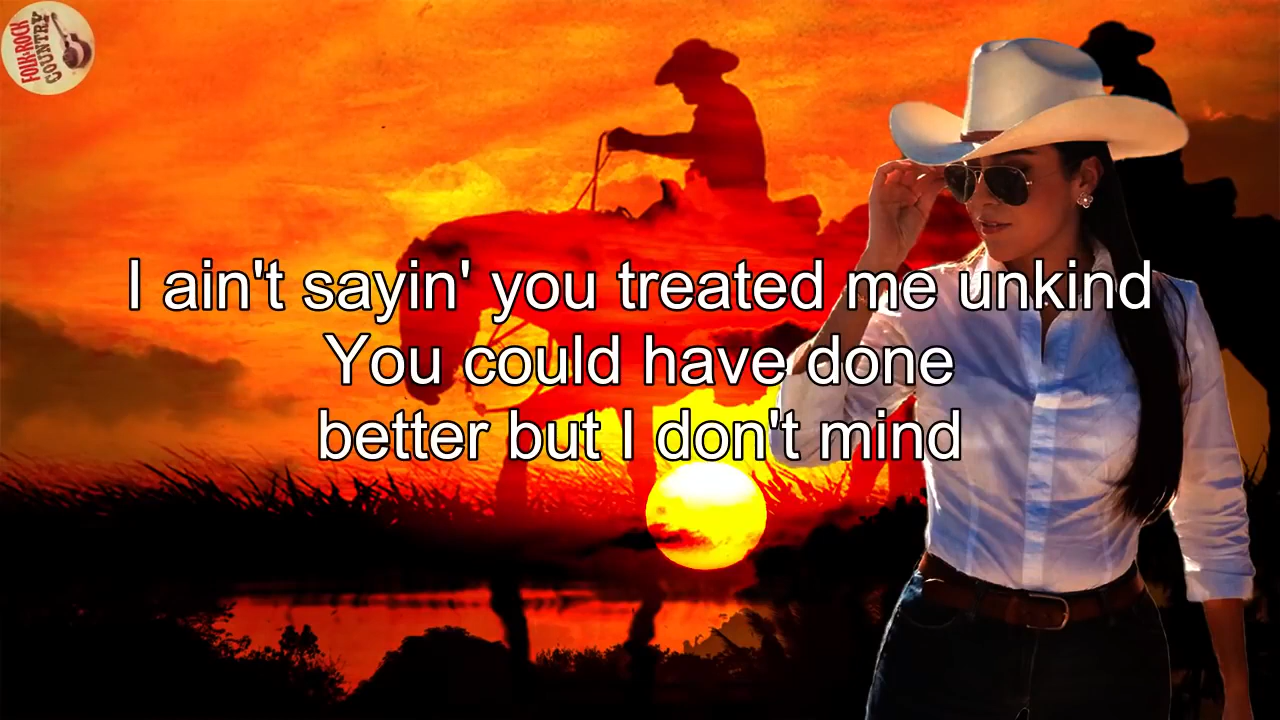 FOLK-ROCK
COUNTRY
I ain't sayin' you treated me unkind
You could have done
better but I don't mind